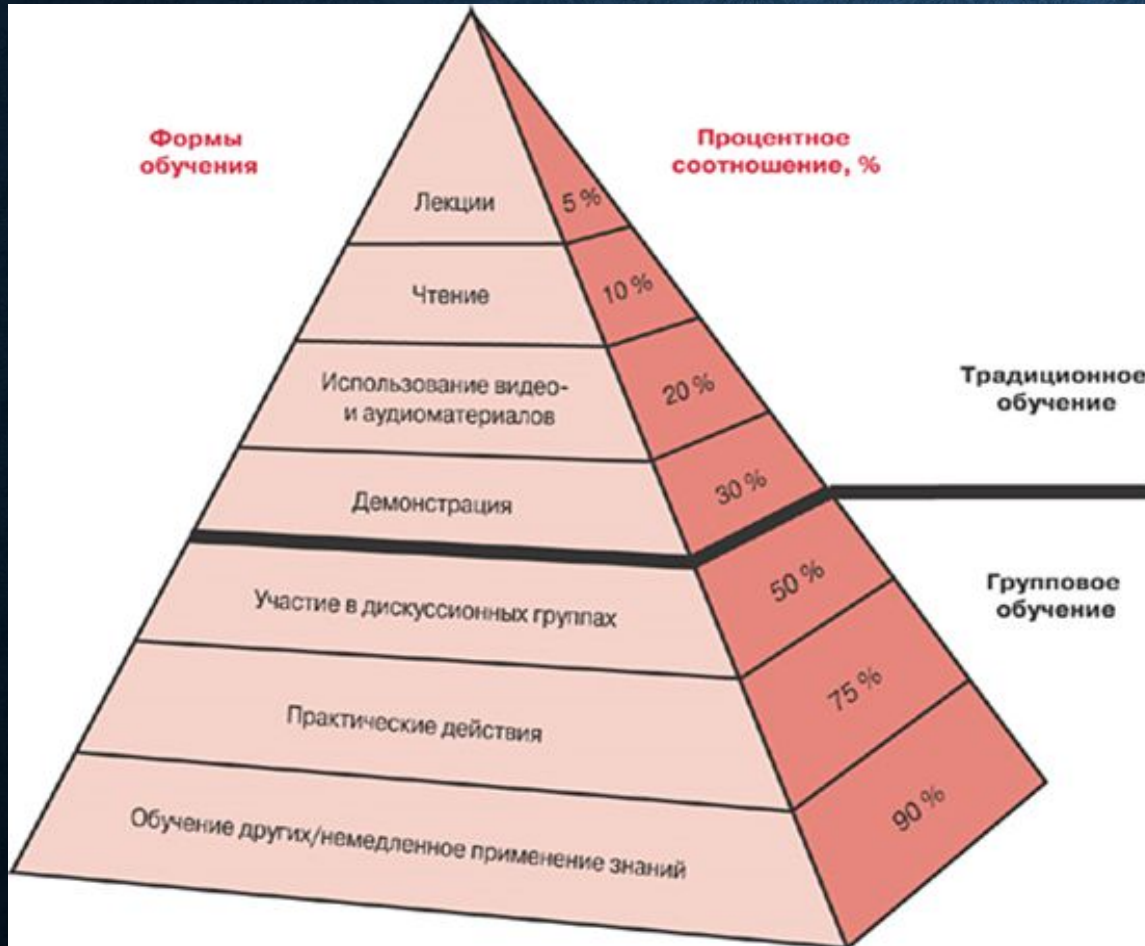 Формы
обучения
Процентное
соотношение, %
Лекции
5 %
Чтение
10 %
Использование видео-
и аудиоматериалов
20 %
Демонстрация
30 %
Традиционное
обучение
Участие в дискуссионных группах
50 %
Групповое
обучение
Практические действия
75 %
Обучение других/немедленное применение знаний
90 %